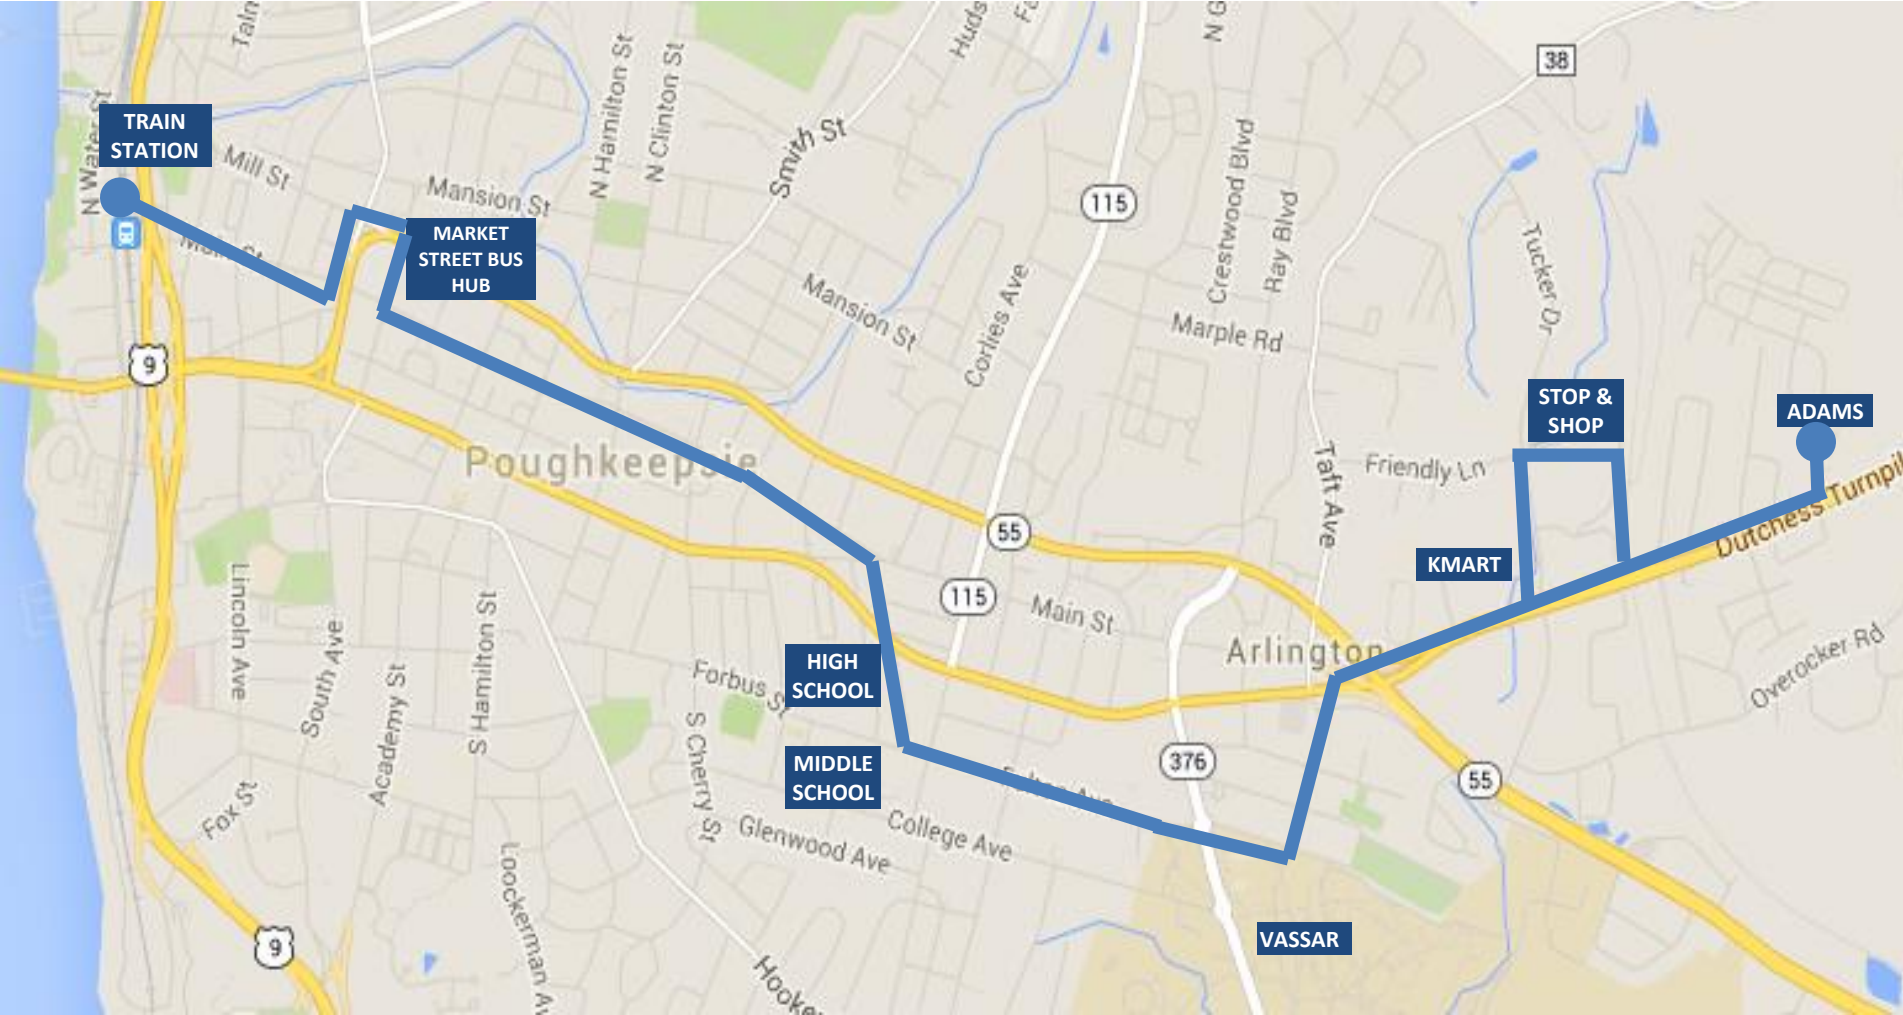 38
TRAIN
STATION
N Water St
Mill St
Mansion St
N Hamilton St
N Clinton St
Smith St
115
Crestwood Blvd
Ray Blvd
Tucker Dr
Main St
MARKET
STREET BUS
HUB
Mansion St
Corlies Ave
Marple Rd
9
STOP &
SHOP
ADAMS
Poughkeepsie
Taft Ave
Friendly Ln
Dutchess Turnpi
55
KMART
115
Main St
Arlington
Lincoln Ave
South Ave
Academy St
S Hamilton St
Forbus St
HIGH
SCHOOL
Overocker Rd
S Cherry St
MIDDLE
SCHOOL
376
55
Fox St
Glenwood Ave
College Ave
Loockerman Av
9
VASSAR
Hooke